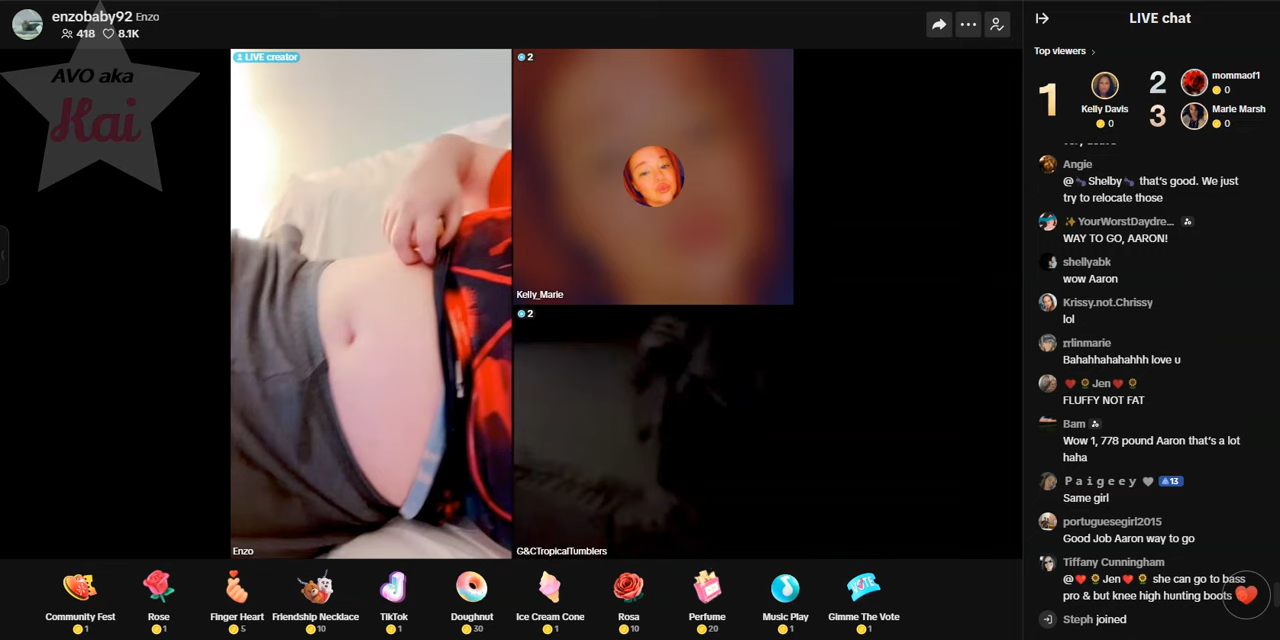 enzobaby92 Enzo
418 8.1K
AVO aka
Kai
LIVE creator
Enzo
2
Kelly_Marie
2
G&CTropicalTumblers
Community Fest
1
Rose
1
Finger Heart
5
Friendship Necklace
10
TikTok
1
Doughnut
30
Ice Cream Cone
1
Rosa
10
Perfume
20
Music Play
1
VOTE
Gimme The Vote
1
LIVE chat
Top viewers
1
Kelly Davis
0
2
mommaof1
0
3
Marie Marsh
0
Angie
@Shelby that's good. We just
try to relocate those
YourWorstDaydre...
WAY TO GO, AARON!
shellyabk
wow Aaron
Krissy.not.Chrissy
lol
rrlinmarie
Bahahhahahahhh love u
Jen
FLUFFY NOT FAT
Bam
Wow 1, 778 pound Aaron that's a lot
haha
P a i g e e y 13
Same girl
portuguesegirl2015
Good Job Aaron way to go
Tiffany Cunningham
@Jen she can go to bass
pro & but knee high hunting boots
Steph joined